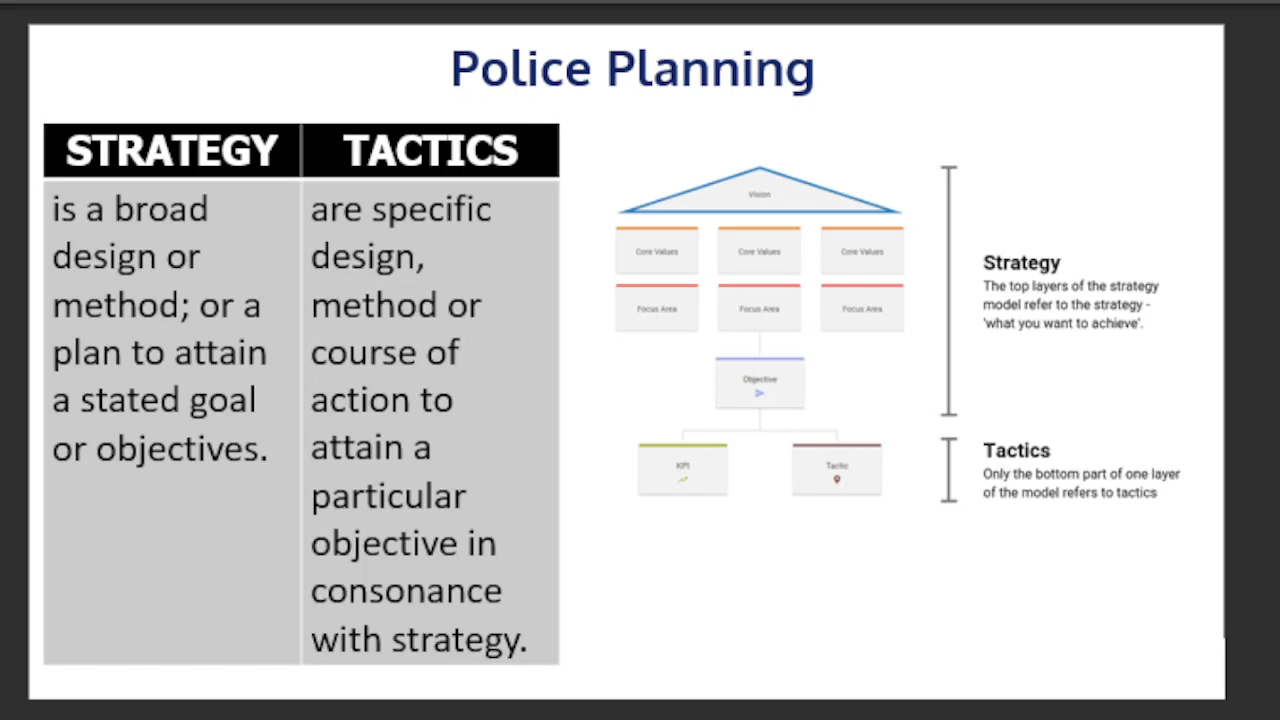 Police Planning
STRATEGY
is a broad
design or
method; or a
plan to attain
a stated goal
or objectives.
TACTICS
are specific
design,
method or
course of
action to
attain a
particular
objective in
consonance
with strategy.
Vision
Core Values
Core Values
Core Values
Focus Area
Focus Area
Focus Area
Objective
KPI
Tactic
Strategy
The top layers of the strategy
model refer to the strategy -
'what you want to achieve'.
Tactics
Only the bottom part of one layer
of the model refers to tactics